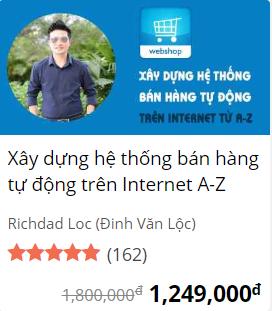 webshop
XÂY DỰNG HỆ THỐNG
BÁN HÀNG TỰ ĐỘNG
TRÊN INTERNET TỪ A-Z
Xây dựng hệ thống bán hàng
tự động trên Internet A-Z
Richdad Loc (Đinh Văn Lộc)
(162)
1,800,000đ 1,249,000đ